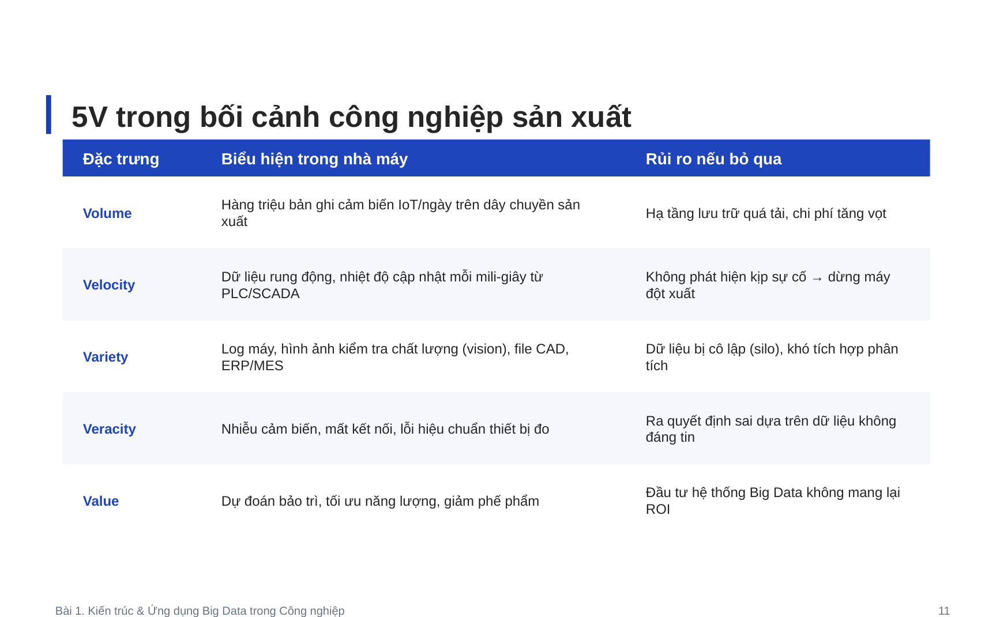 5V trong bối cảnh công nghiệp sản xuất
Đặc trưng
Biểu hiện trong nhà máy
Rủi ro nếu bỏ qua
Volume
Hàng triệu bản ghi cảm biến IoT/ngày trên dây chuyền sản
xuất
Hạ tầng lưu trữ quá tải, chi phí tăng vọt
Velocity
Dữ liệu rung động, nhiệt độ cập nhật mỗi mili-giây từ
PLC/SCADA
Không phát hiện kịp sự cố → dừng máy
đột xuất
Variety
Log máy, hình ảnh kiểm tra chất lượng (vision), file CAD,
ERP/MES
Dữ liệu bị cô lập (silo), khó tích hợp phân
tích
Veracity
Nhiễu cảm biến, mất kết nối, lỗi hiệu chuẩn thiết bị đo
Ra quyết định sai dựa trên dữ liệu không
đáng tin
Value
Dự đoán bảo trì, tối ưu năng lượng, giảm phế phẩm
Đầu tư hệ thống Big Data không mang lại
ROI
Bài 1. Kiến trúc & Ứng dụng Big Data trong Công nghiệp
11